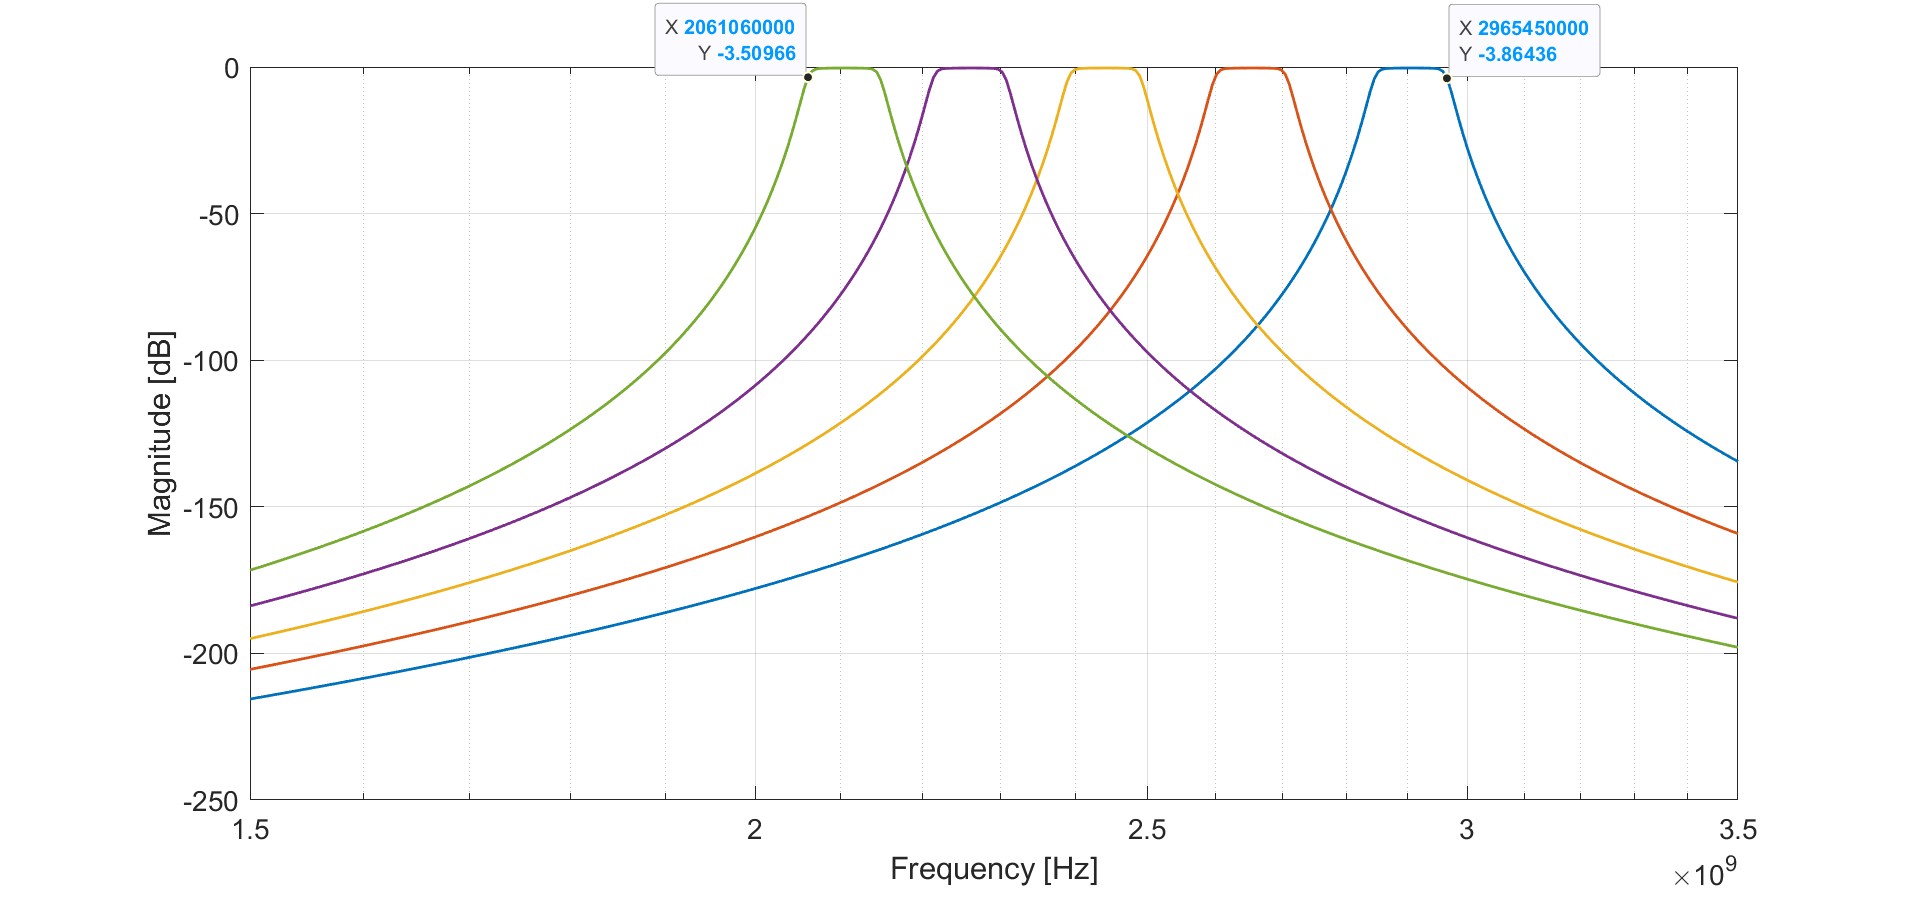 X 2061060000
Y -3.50966
X 2965450000
Y -3.86436
0
-50
-100
-150
-200
-250
Magnitude [dB]
1.5
2
2.5
3
3.5
Frequency [Hz]
×10⁹